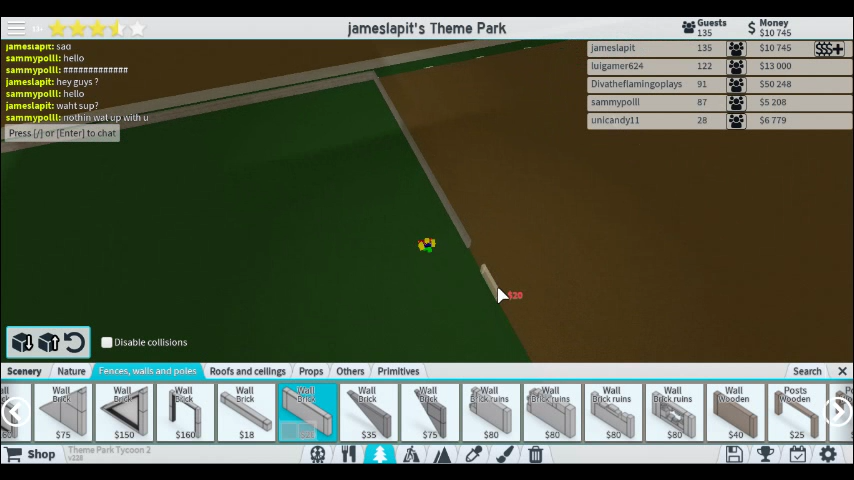 13+
jameslapit's Theme Park
Guests
135
Money
$10 745
jameslapit: sad
sammypolll: hello
sammypolll: #############
jameslapit: hey guys ?
sammypolll: hello
jameslapit: waht sup?
sammypolll: nothin wat up with u
Press [/] or [Enter] to chat
jameslapit 135 $10 745 $$$+
luigamer624 122 $13 000
Divatheflamingoplays 91 $50 248
sammypolll 87 $5 208
unicandy11 28 $6 779
$20
Disable collisions
Scenery Nature Fences, walls and poles Roofs and ceilings Props Others Primitives Search
Wall Brick $75
Wall Brick $150
Wall Brick $160
Wall Brick $18
Wall Brick
Wall Brick $35
Wall Brick $75
Wall Brick ruins $80
Wall Brick ruins $80
Wall Brick ruins $80
Wall Brick ruins $80
Wall Wooden $40
Posts Wooden $25
Shop
Theme Park Tycoon 2
v228